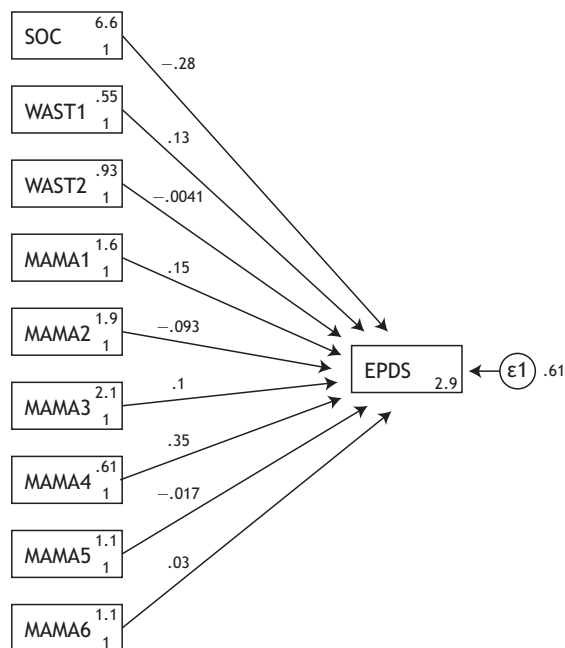 SOC 6.6
1
−.28
WAST1 .55
1
.13
WAST2 .93
1
−.0041
MAMA1 1.6
1
.15
MAMA2 1.9
1
−.093
MAMA3 2.1
1
.1
MAMA4 .61
1
.35
MAMA5 1.1
1
−.017
MAMA6 1.1
1
.03
EPDS 2.9
ε1 .61